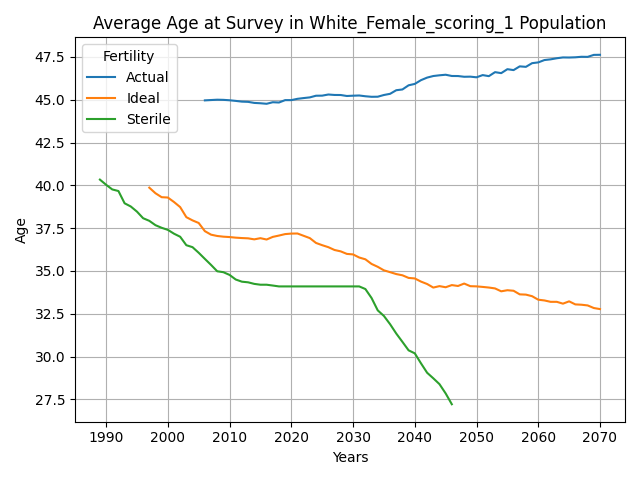 Average Age at Survey in White_Female_scoring_1 Population
Fertility
Actual
Ideal
Sterile
47.5
45.0
42.5
40.0
37.5
35.0
32.5
30.0
27.5
Age
1990 2000 2010 2020 2030 2040 2050 2060 2070
Years